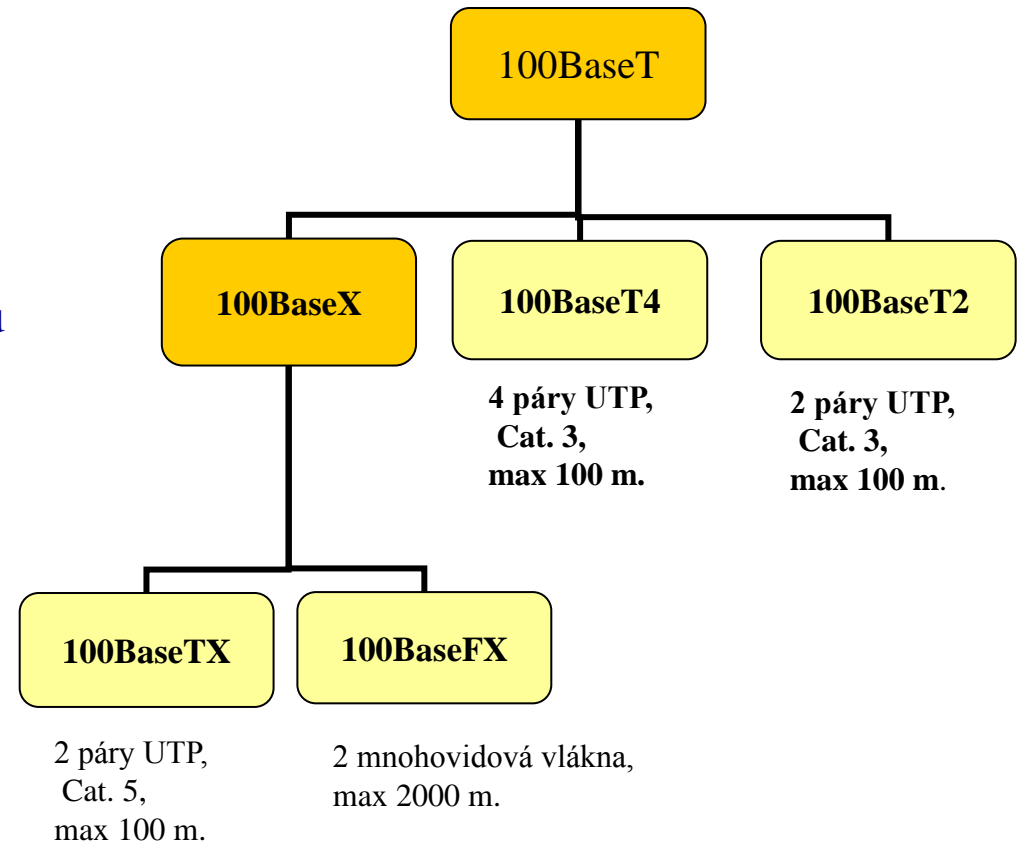 100BaseT
100BaseX
100BaseT4
100BaseT2
4 páry UTP,
Cat. 3,
max 100 m.
2 páry UTP,
Cat. 3,
max 100 m.
100BaseTX
100BaseFX
2 páry UTP,
Cat. 5,
max 100 m.
2 mnohovidová vlákna,
max 2000 m.